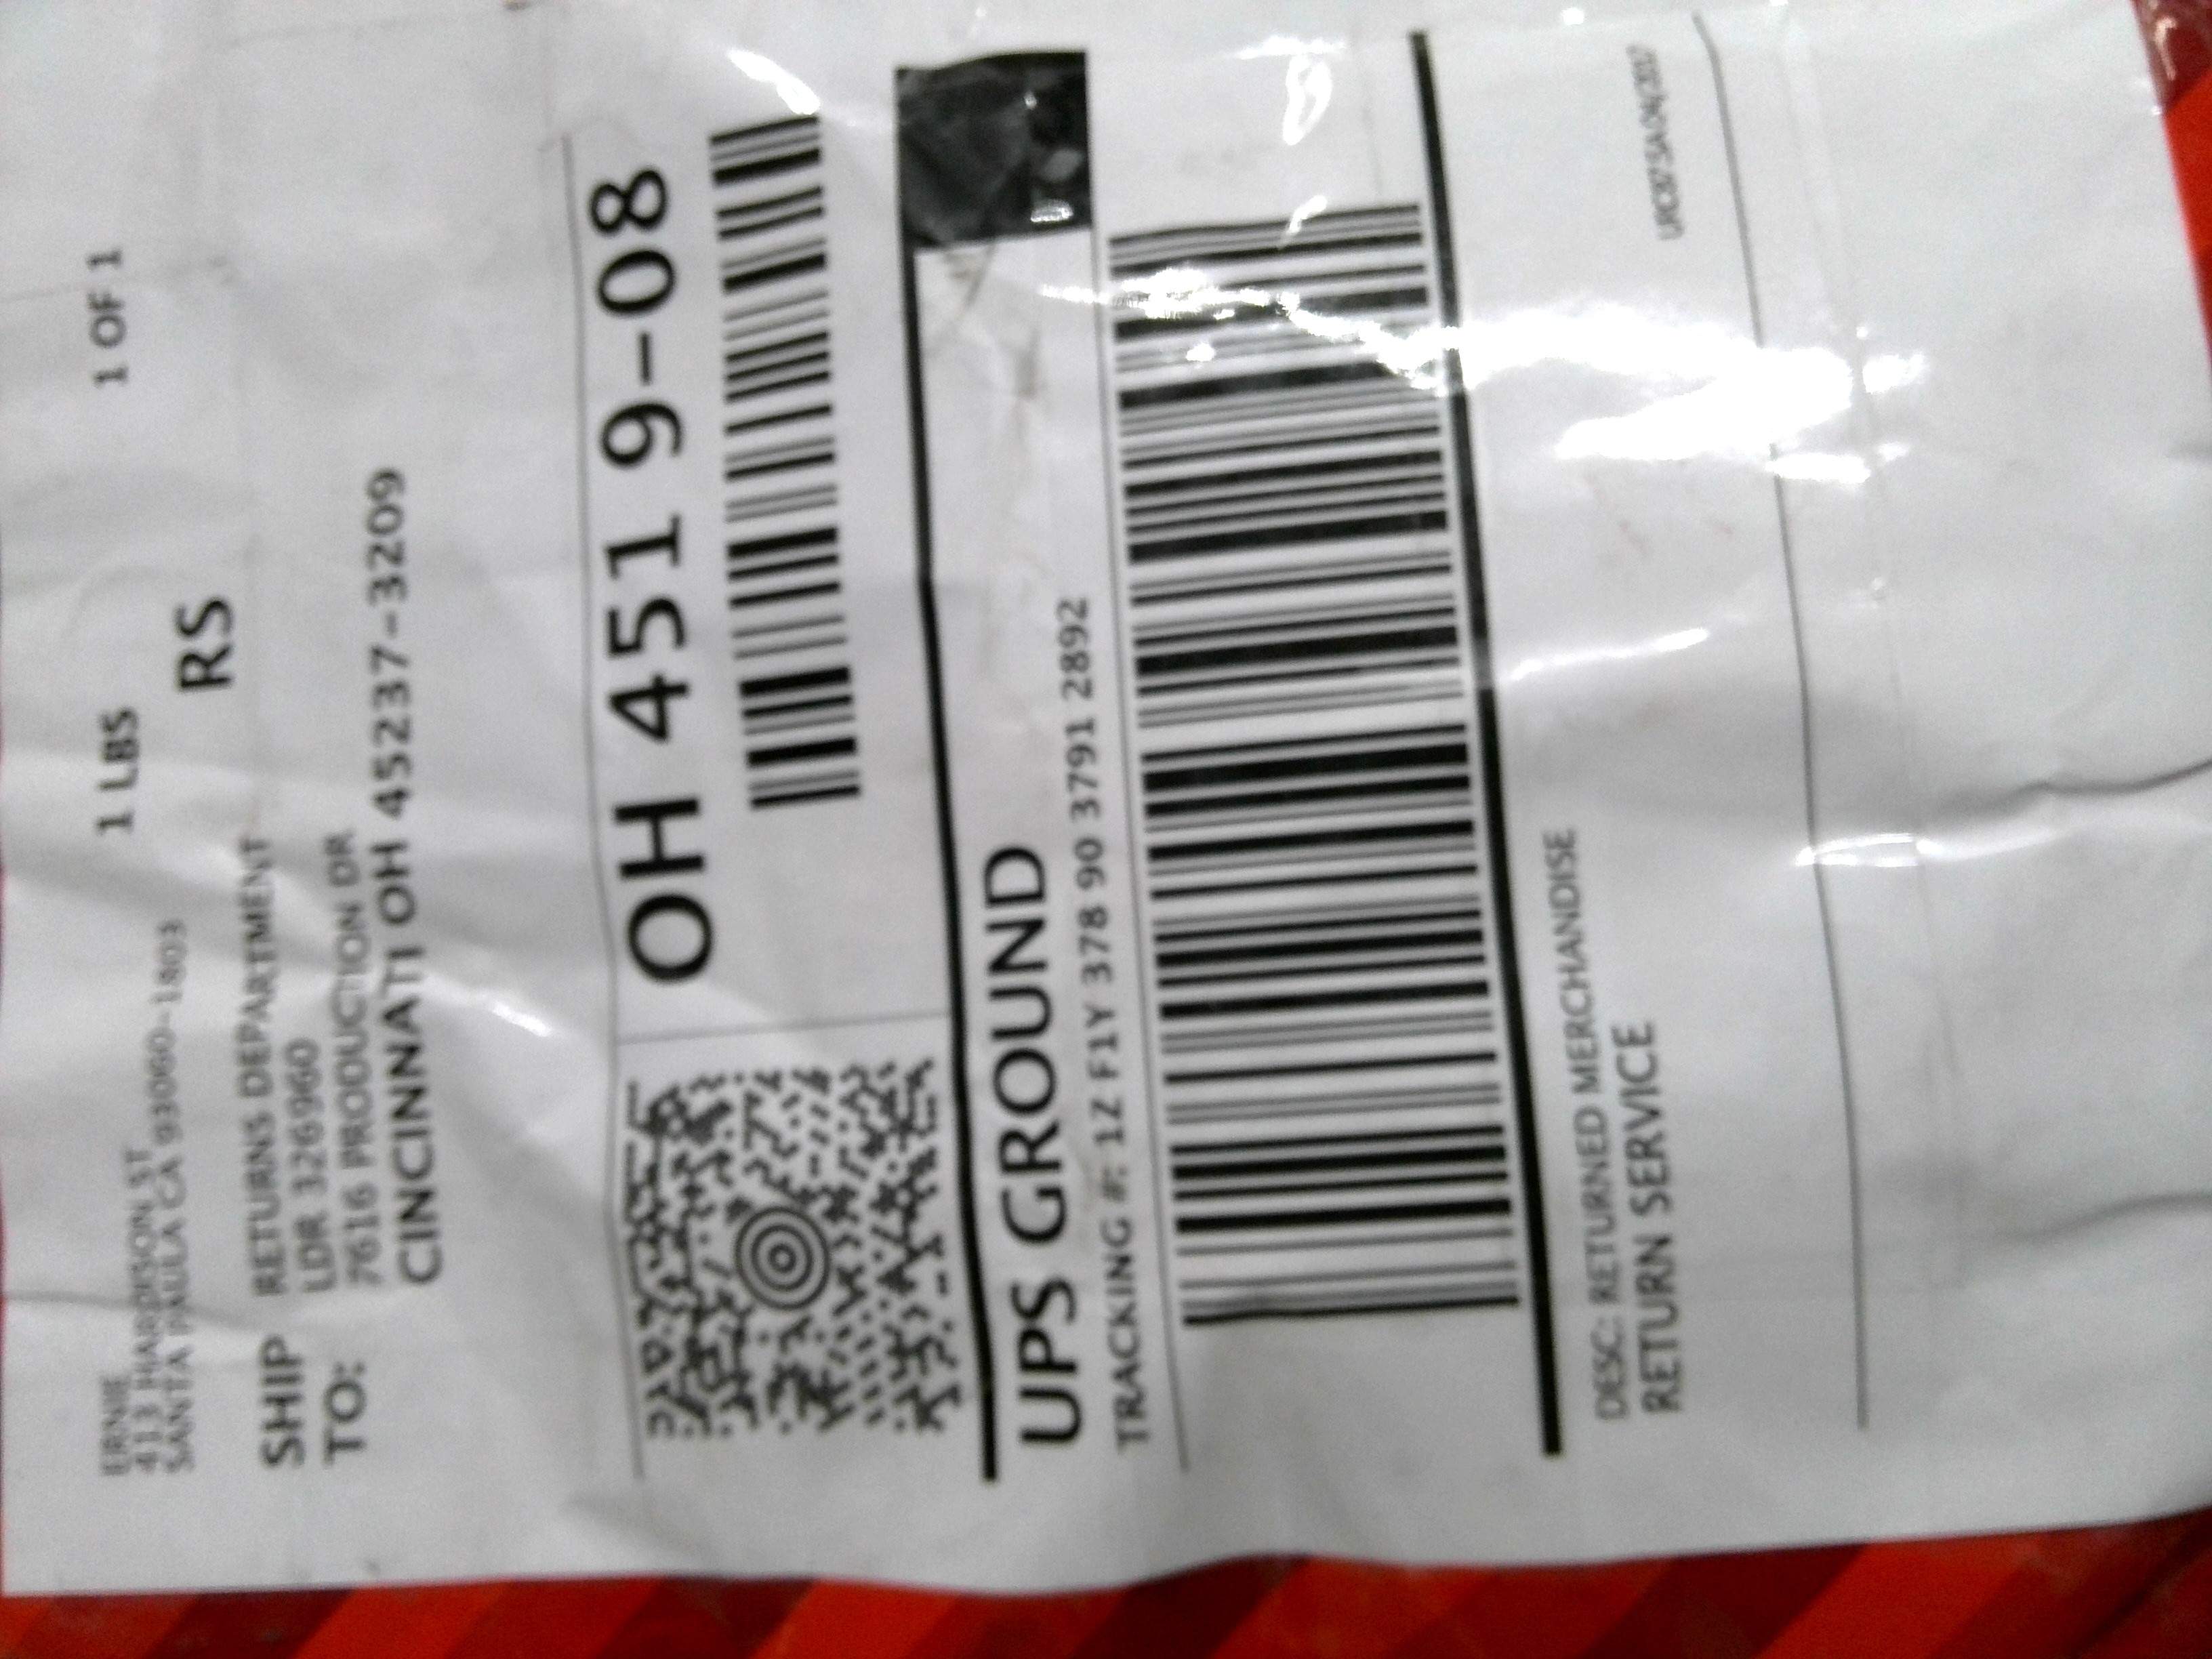 ERNIE
413 HARDISON ST
SANTA PAULA CA 93060-1803
1 LBS
1 OF 1
RS
SHIP TO:
RETURNS DEPARTMENT
LDR 3269960
7616 PRODUCTION DR
CINCINNATI OH 45237-3209
OH 451 9-08
UPS GROUND
TRACKING #: 1Z F1Y 378 90 3791 2892
DESC: RETURNED MERCHANDISE
RETURN SERVICE